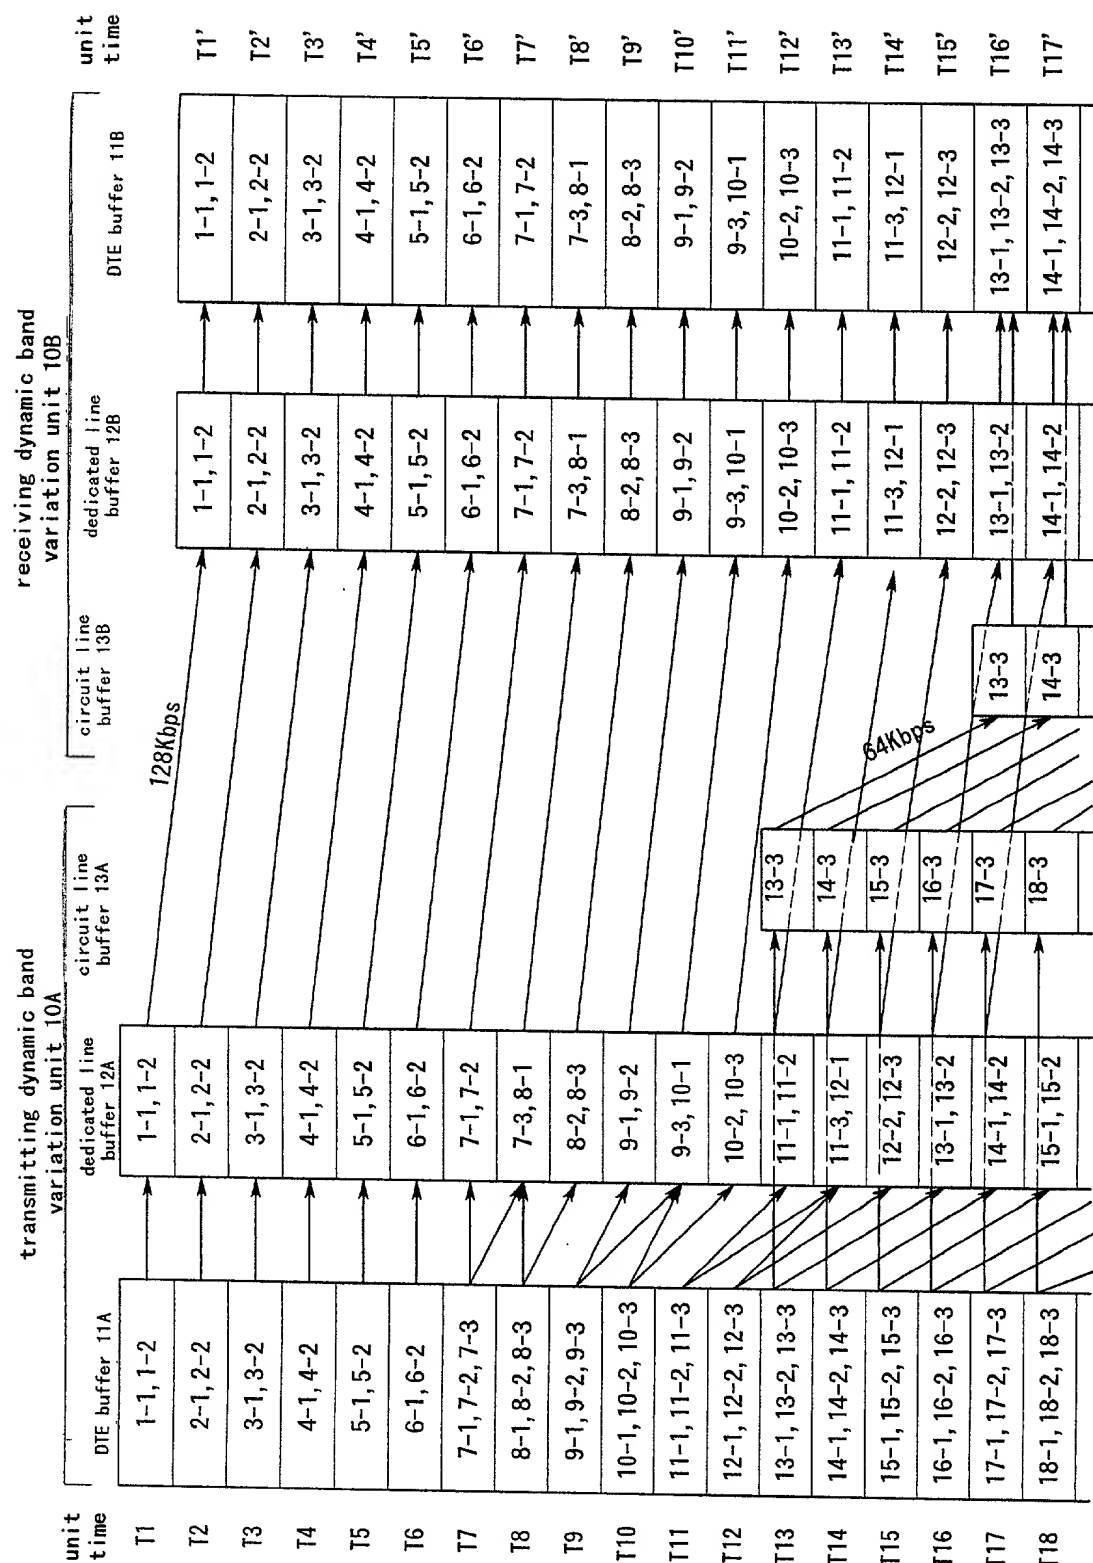 transmitting dynamic band
variation unit 10A
receiving dynamic band
variation unit 10B
unit
time
DTE buffer 11A
dedicated line
buffer 12A
circuit line
buffer 13A
circuit line
buffer 13B
dedicated line
buffer 12B
DTE buffer 11B
unit
time
T1
T2
T3
T4
T5
T6
T7
T8
T9
T10
T11
T12
T13
T14
T15
T16
T17
T18
1-1, 1-2
2-1, 2-2
3-1, 3-2
4-1, 4-2
5-1, 5-2
6-1, 6-2
7-1, 7-2, 7-3
8-1, 8-2, 8-3
9-1, 9-2, 9-3
10-1, 10-2, 10-3
11-1, 11-2, 11-3
12-1, 12-2, 12-3
13-1, 13-2, 13-3
14-1, 14-2, 14-3
15-1, 15-2, 15-3
16-1, 16-2, 16-3
17-1, 17-2, 17-3
18-1, 18-2, 18-3
1-1, 1-2
2-1, 2-2
3-1, 3-2
4-1, 4-2
5-1, 5-2
6-1, 6-2
7-1, 7-2
7-3, 8-1
8-2, 8-3
9-1, 9-2
9-3, 10-1
10-2, 10-3
11-1, 11-2
11-3, 12-1
12-2, 12-3
13-1, 13-2
14-1, 14-2
15-1, 15-2
13-3
14-3
15-3
16-3
17-3
18-3
128Kbps
64Kbps
13-3
14-3
1-1, 1-2
2-1, 2-2
3-1, 3-2
4-1, 4-2
5-1, 5-2
6-1, 6-2
7-1, 7-2
7-3, 8-1
8-2, 8-3
9-1, 9-2
9-3, 10-1
10-2, 10-3
11-1, 11-2
11-3, 12-1
12-2, 12-3
13-1, 13-2
14-1, 14-2
1-1, 1-2
2-1, 2-2
3-1, 3-2
4-1, 4-2
5-1, 5-2
6-1, 6-2
7-1, 7-2
7-3, 8-1
8-2, 8-3
9-1, 9-2
9-3, 10-1
10-2, 10-3
11-1, 11-2
11-3, 12-1
12-2, 12-3
13-1, 13-2, 13-3
14-1, 14-2, 14-3
T1'
T2'
T3'
T4'
T5'
T6'
T7'
T8'
T9'
T10'
T11'
T12'
T13'
T14'
T15'
T16'
T17'